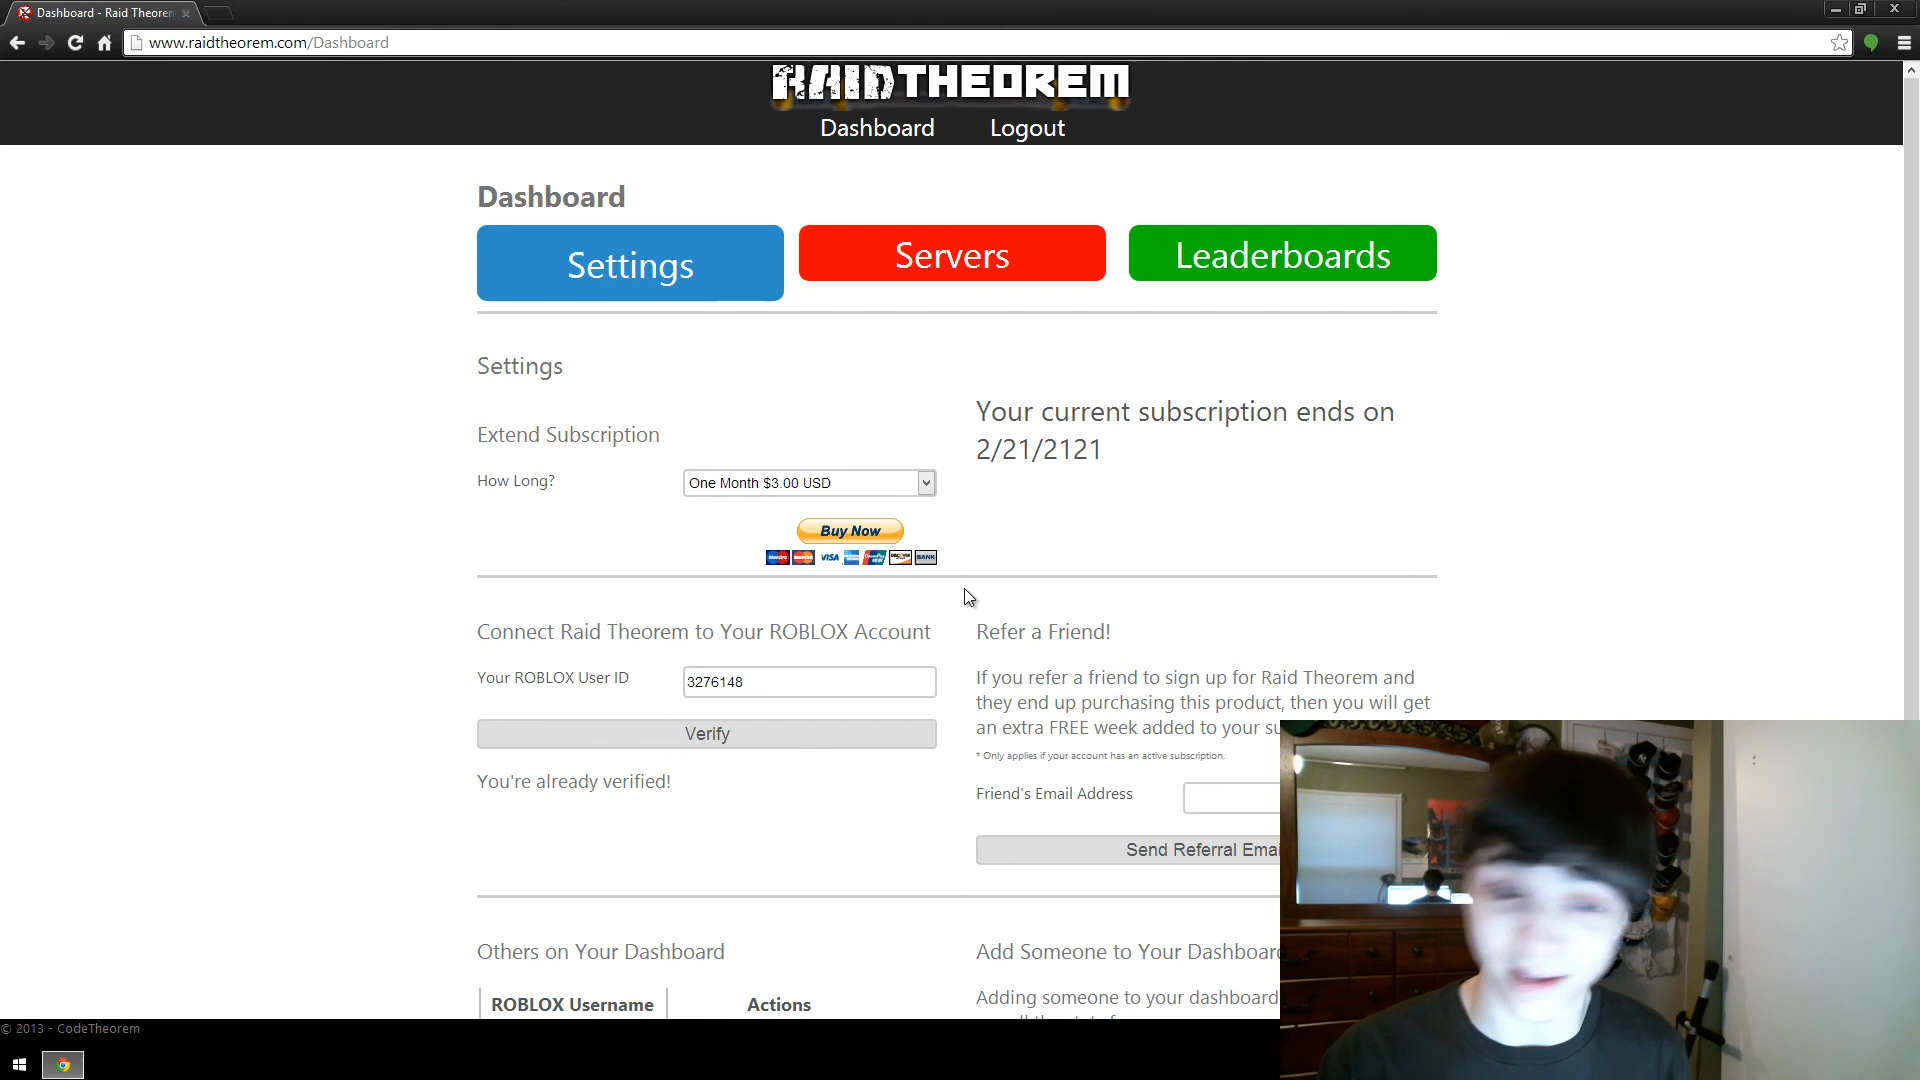 Dashboard - Raid Theoren
www.raidtheorem.com/Dashboard
RAIDTHEOREM
Dashboard Logout
Dashboard
Settings Servers Leaderboards
Settings
Extend Subscription
How Long? One Month $3.00 USD
Buy Now
VISA BANK
Your current subscription ends on
2/21/2121
Connect Raid Theorem to Your ROBLOX Account
Your ROBLOX User ID 3276148
Verify
You're already verified!
Refer a Friend!
If you refer a friend to sign up for Raid Theorem and
they end up purchasing this product, then you will get
an extra FREE week added to your su
* Only applies if your account has an active subscription.
Friend's Email Address
Send Referral Emai
Others on Your Dashboard
ROBLOX Username Actions
Add Someone to Your Dashboard
Adding someone to your dashboard
© 2013 - CodeTheorem